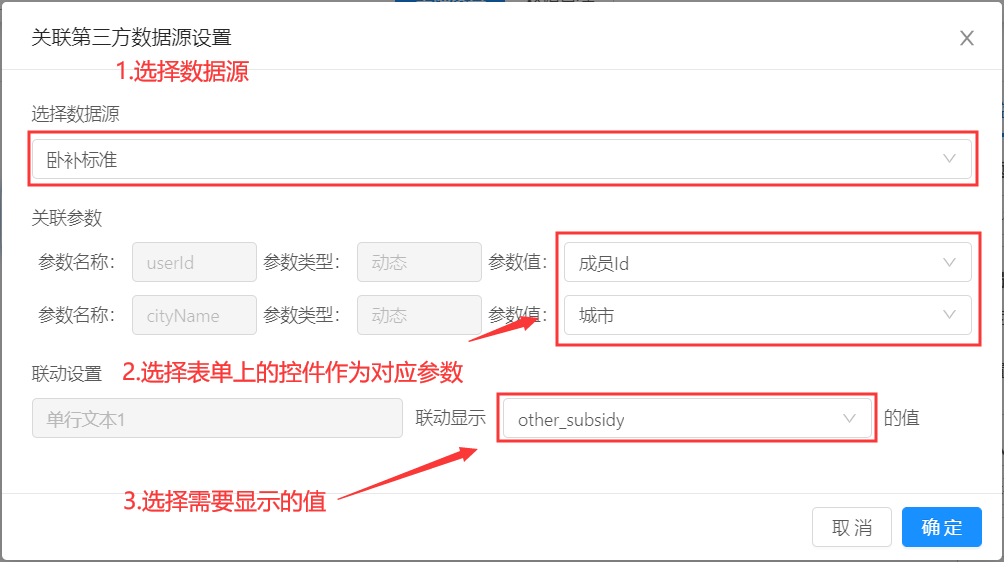 关联第三方数据源设置
1.选择数据源
选择数据源
卧补标准
关联参数
参数名称: userId 参数类型: 动态 参数值: 成员Id
参数名称: cityName 参数类型: 动态 参数值: 城市
联动设置 2.选择表单上的控件作为对应参数
单行文本1 联动显示 other_subsidy 的值
3.选择需要显示的值
取 消 确 定